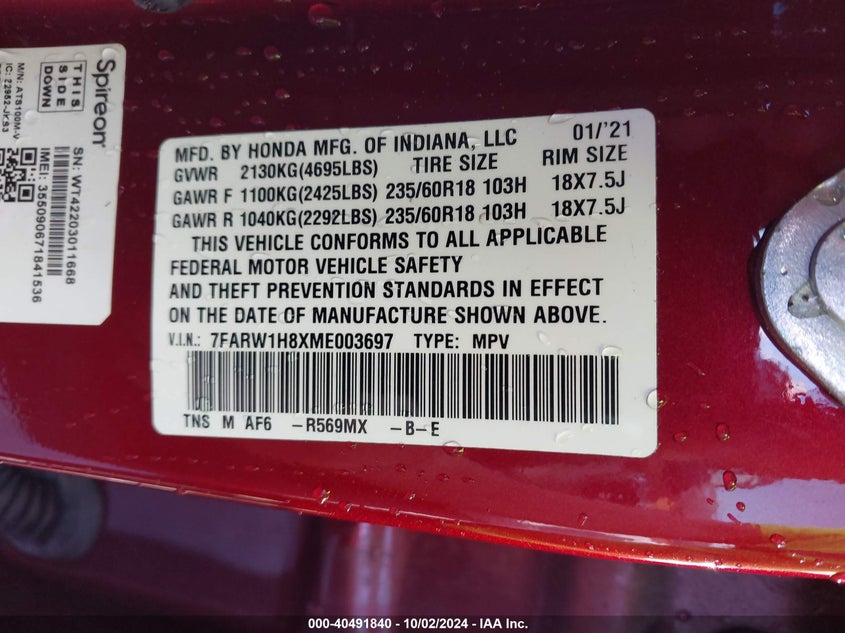 Spireon®
THIS
SIDE
DOWN
M/N: ATS100M-V
SN: WT42203011668
IMEI: 355090671841536
MFD. BY HONDA MFG. OF INDIANA, LLC 01/'21
GVWR 2130KG(4695LBS) TIRE SIZE RIM SIZE
GAWR F 1100KG(2425LBS) 235/60R18 103H 18X7.5J
GAWR R 1040KG(2292LBS) 235/60R18 103H 18X7.5J
THIS VEHICLE CONFORMS TO ALL APPLICABLE
FEDERAL MOTOR VEHICLE SAFETY
AND THEFT PREVENTION STANDARDS IN EFFECT
ON THE DATE OF MANUFACTURE SHOWN ABOVE.
V.I.N.: 7FARW1H8XME003697 TYPE: MPV
TNS M AF6 -R569MX -B-E
000-40491840 - 10/02/2024 - IAA Inc.